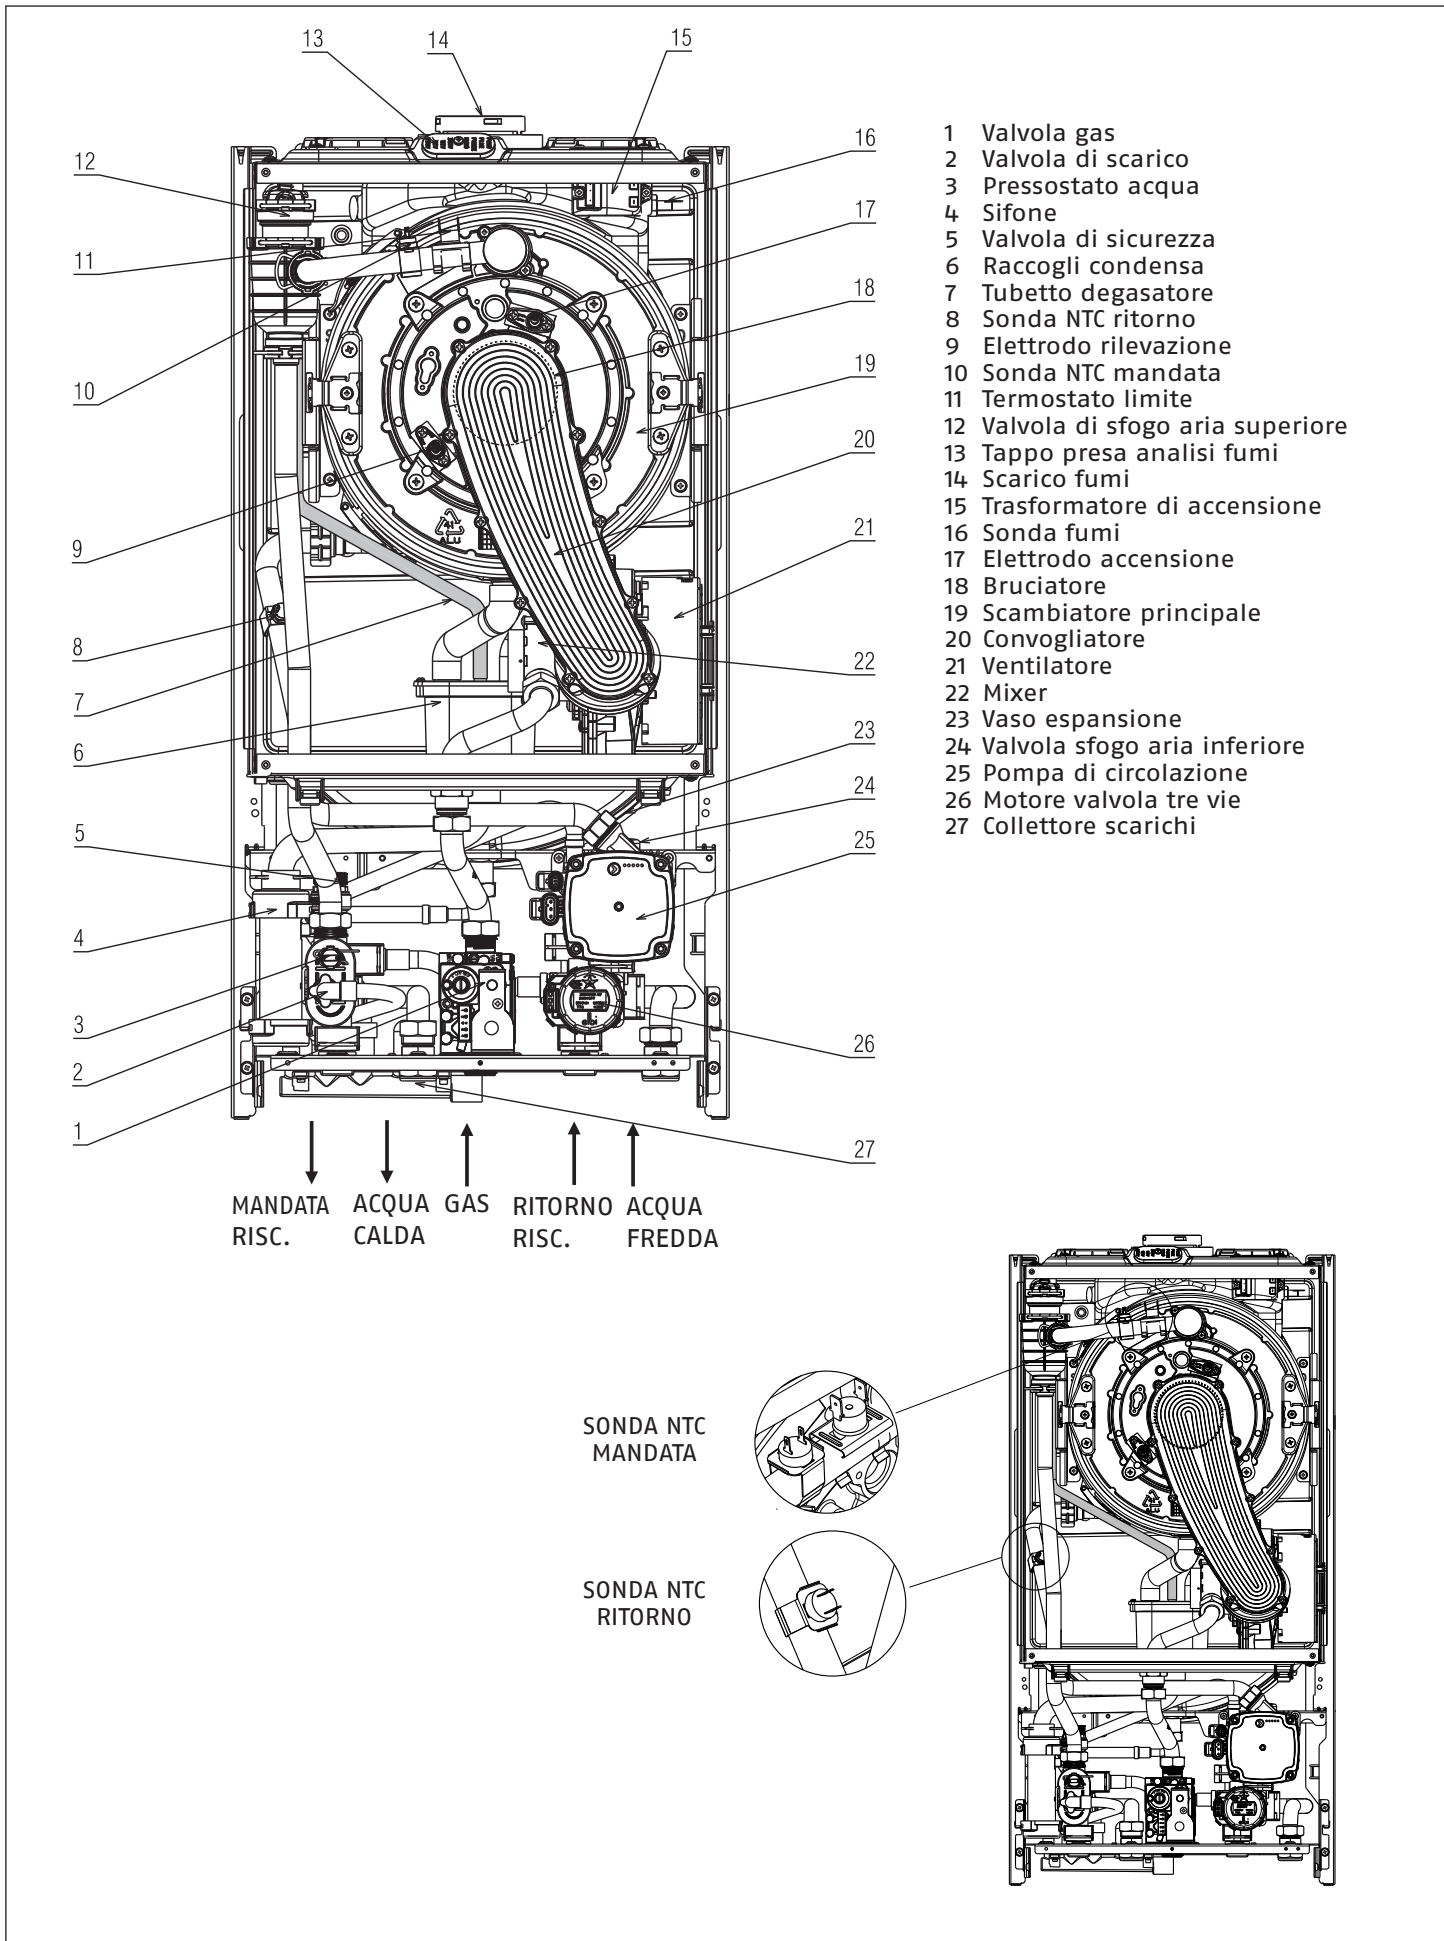 13
14
15
12
16
11
17
10
18
19
9
20
8
21
7
22
6
23
5
24
4
25
3
2
26
1
27
41
ALU
1 Valvola gas
2 Valvola di scarico
3 Pressostato acqua
4 Sifone
5 Valvola di sicurezza
6 Raccogli condensa
7 Tubetto degasatore
8 Sonda NTC ritorno
9 Elettrodo rilevazione
10 Sonda NTC mandata
11 Termostato limite
12 Valvola di sfogo aria superiore
13 Tappo presa analisi fumi
14 Scarico fumi
15 Trasformatore di accensione
16 Sonda fumi
17 Elettrodo accensione
18 Bruciatore
19 Scambiatore principale
20 Convogliatore
21 Ventilatore
22 Mixer
23 Vaso espansione
24 Valvola sfogo aria inferiore
25 Pompa di circolazione
26 Motore valvola tre vie
27 Collettore scarichi
MANDATA
RISC.
ACQUA
CALDA
GAS
RITORNO
RISC.
ACQUA
FREDDA
SONDA NTC
MANDATA
SONDA NTC
RITORNO
ALU